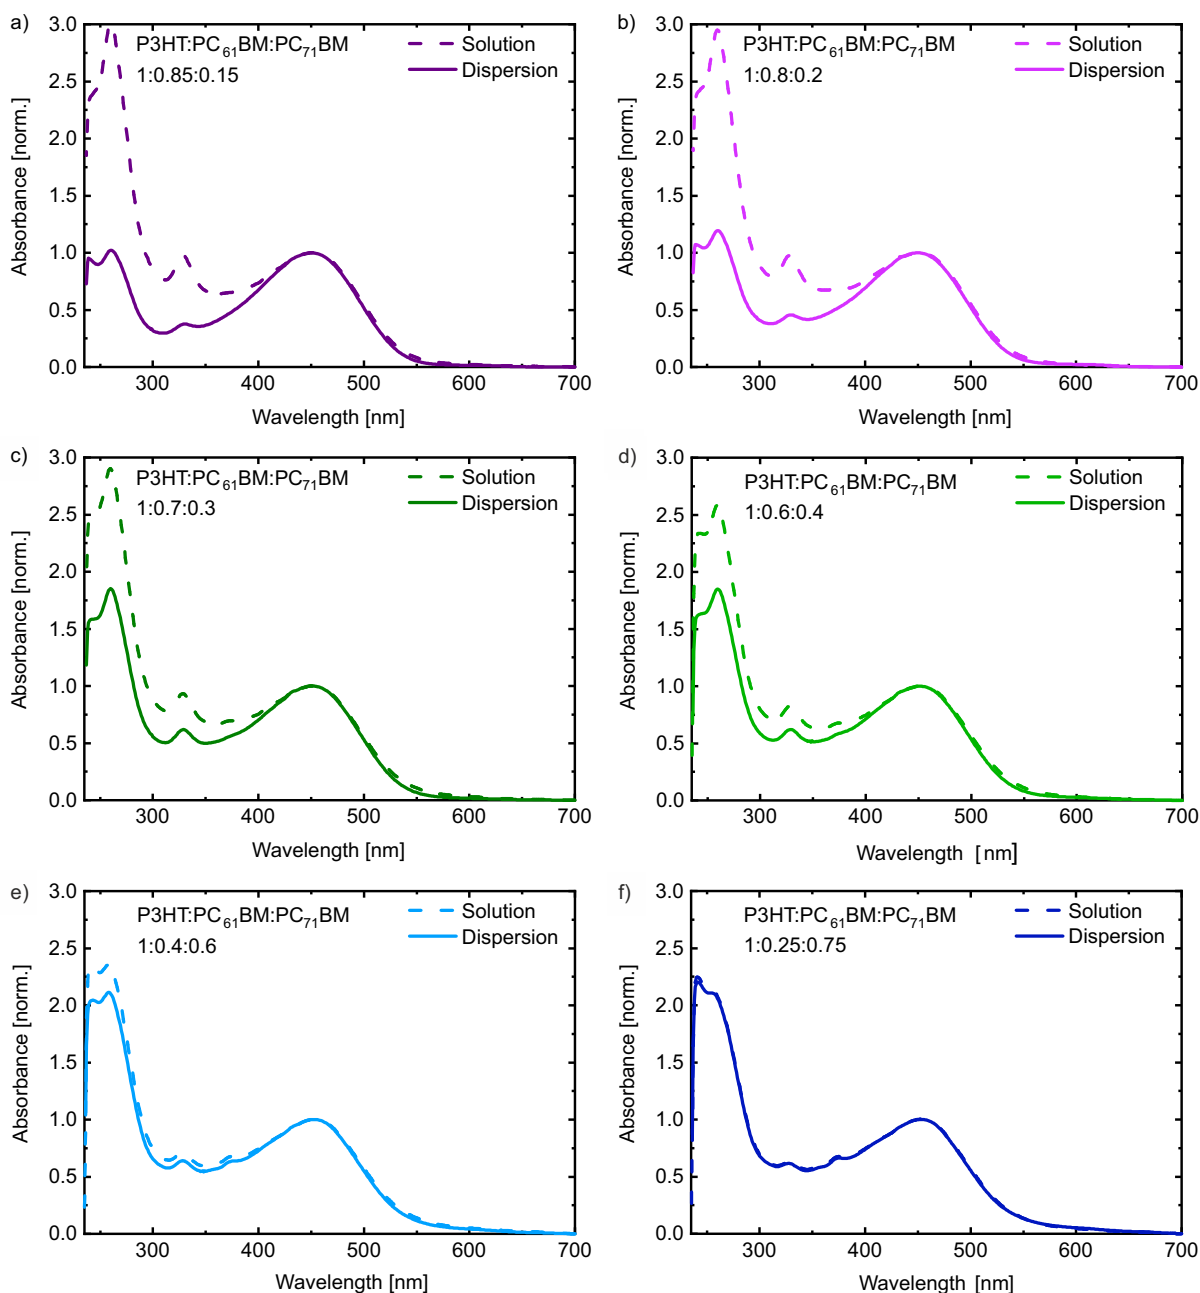 a)
P3HT:PC61BM:PC71BM
1:0.85:0.15
Solution
Dispersion
Absorbance [norm.]
3.0
2.5
2.0
1.5
1.0
0.5
0.0
300 400 500 600 700
Wavelength [nm]
b)
P3HT:PC61BM:PC71BM
1:0.8:0.2
Solution
Dispersion
Absorbance [norm.]
3.0
2.5
2.0
1.5
1.0
0.5
0.0
300 400 500 600 700
Wavelength [nm]
c)
P3HT:PC61BM:PC71BM
1:0.7:0.3
Solution
Dispersion
Absorbance [norm.]
3.0
2.5
2.0
1.5
1.0
0.5
0.0
300 400 500 600 700
Wavelength [nm]
d)
P3HT:PC61BM:PC71BM
1:0.6:0.4
Solution
Dispersion
Absorbance [norm.]
3.0
2.5
2.0
1.5
1.0
0.5
0.0
300 400 500 600 700
Wavelength [nm]
e)
P3HT:PC61BM:PC71BM
1:0.4:0.6
Solution
Dispersion
Absorbance [norm.]
3.0
2.5
2.0
1.5
1.0
0.5
0.0
300 400 500 600 700
Wavelength [nm]
f)
P3HT:PC61BM:PC71BM
1:0.25:0.75
Solution
Dispersion
Absorbance [norm.]
3.0
2.5
2.0
1.5
1.0
0.5
0.0
300 400 500 600 700
Wavelength [nm]